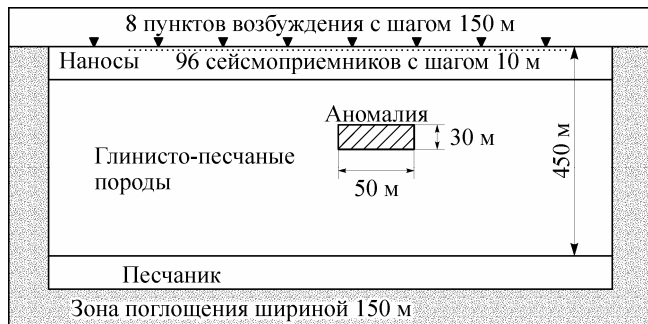 8 пунктов возбуждения с шагом 150 м
Наносы
96 сейсмоприемников с шагом 10 м
Аномалия
30 м
450 м
Глинисто-песчаные
породы
50 м
Песчаник
Зона поглощения шириной 150 м